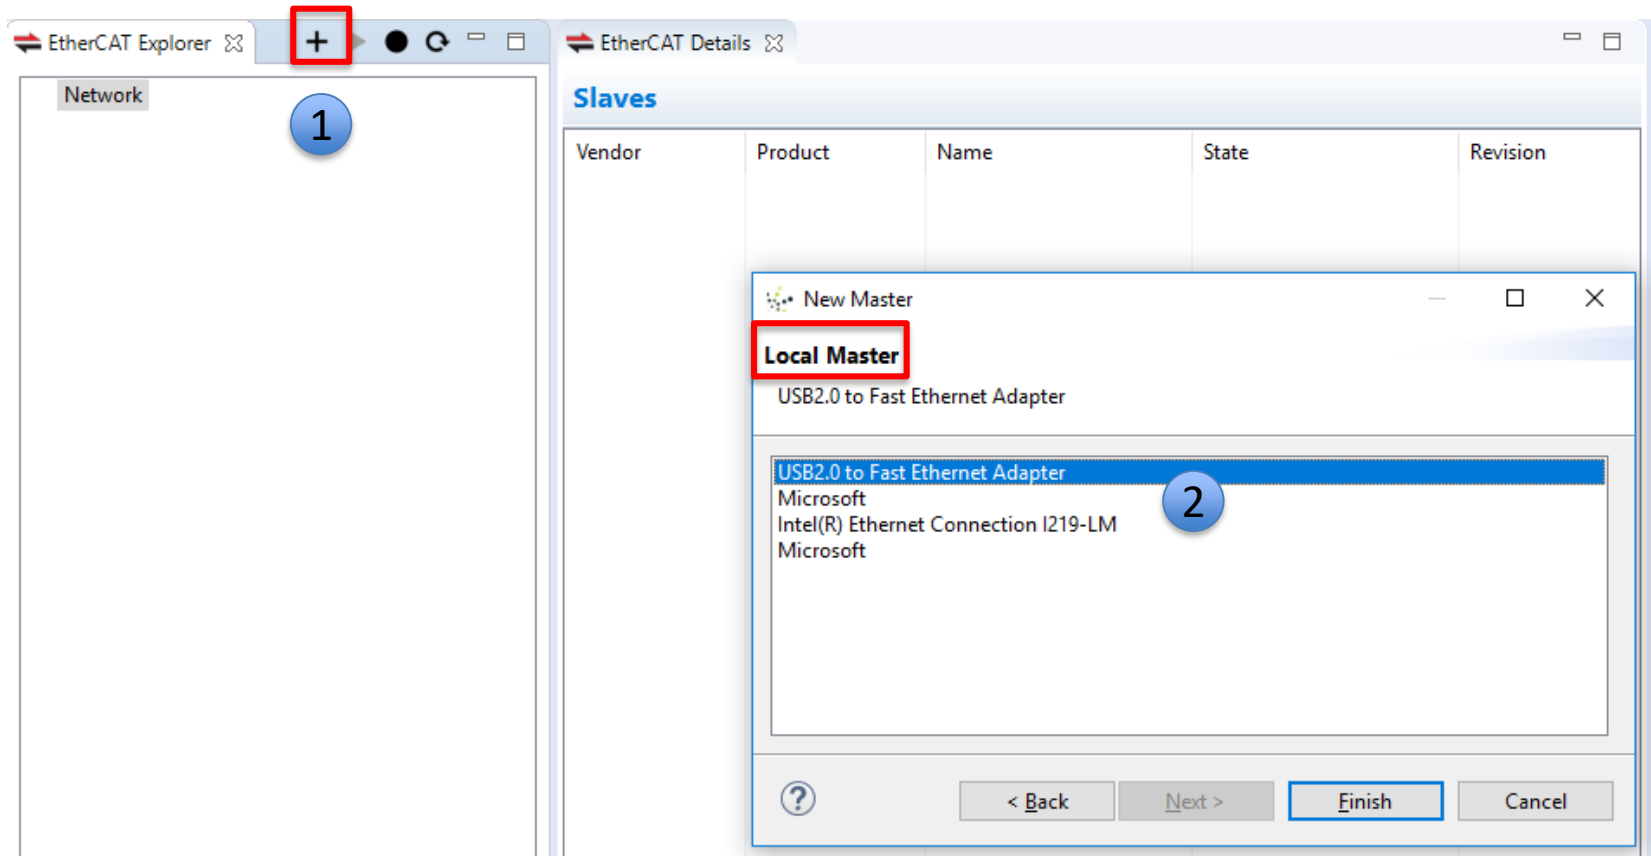 EtherCAT Explorer
EtherCAT Details
Network
1
Slaves
Vendor Product Name State Revision
New Master
Local Master
USB2.0 to Fast Ethernet Adapter
USB2.0 to Fast Ethernet Adapter
2
Microsoft
Intel(R) Ethernet Connection I219-LM
Microsoft
? < Back Next > Finish Cancel